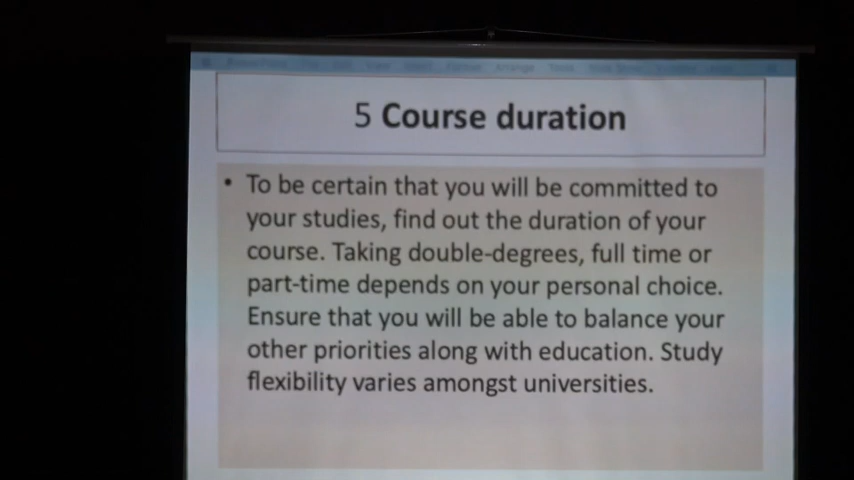 5 Course duration
• To be certain that you will be committed to
your studies, find out the duration of your
course. Taking double-degrees, full time or
part-time depends on your personal choice.
Ensure that you will be able to balance your
other priorities along with education. Study
flexibility varies amongst universities.